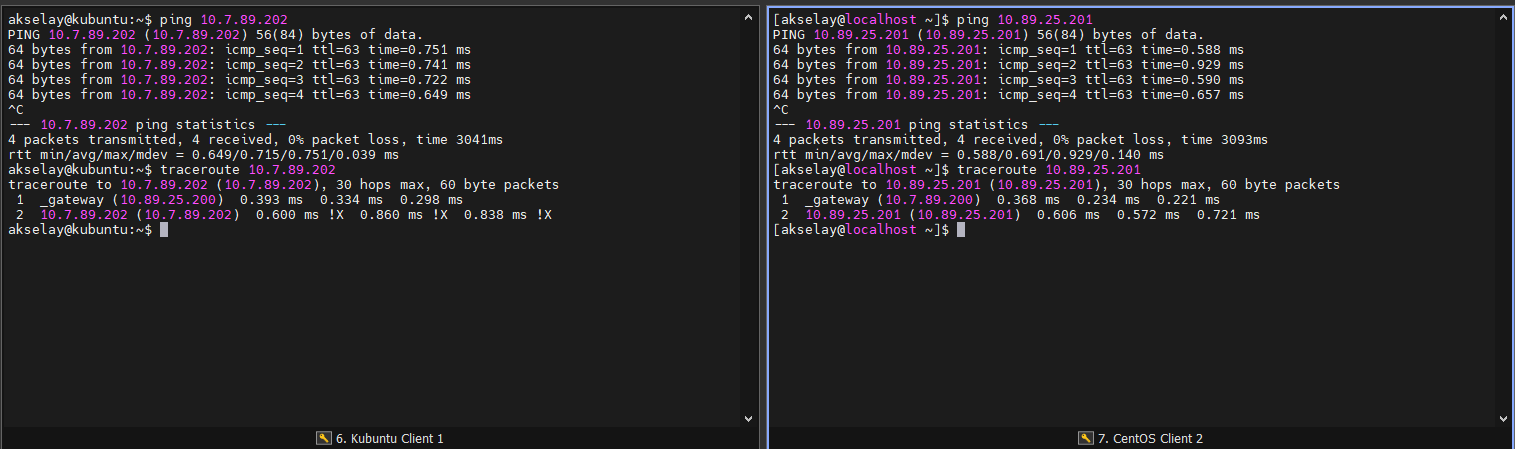 akselay@kubuntu:~$ ping 10.7.89.202
PING 10.7.89.202 (10.7.89.202) 56(84) bytes of data.
64 bytes from 10.7.89.202: icmp_seq=1 ttl=63 time=0.751 ms
64 bytes from 10.7.89.202: icmp_seq=2 ttl=63 time=0.741 ms
64 bytes from 10.7.89.202: icmp_seq=3 ttl=63 time=0.722 ms
64 bytes from 10.7.89.202: icmp_seq=4 ttl=63 time=0.649 ms
^C
--- 10.7.89.202 ping statistics ---
4 packets transmitted, 4 received, 0% packet loss, time 3041ms
rtt min/avg/max/mdev = 0.649/0.715/0.751/0.039 ms
akselay@kubuntu:~$ traceroute 10.7.89.202
traceroute to 10.7.89.202 (10.7.89.202), 30 hops max, 60 byte packets
 1  _gateway (10.89.25.200)  0.393 ms  0.334 ms  0.298 ms
 2  10.7.89.202 (10.7.89.202)  0.600 ms !X  0.860 ms !X  0.838 ms !X
akselay@kubuntu:~$
6. Kubuntu Client 1
[akselay@localhost ~]$ ping 10.89.25.201
PING 10.89.25.201 (10.89.25.201) 56(84) bytes of data.
64 bytes from 10.89.25.201: icmp_seq=1 ttl=63 time=0.588 ms
64 bytes from 10.89.25.201: icmp_seq=2 ttl=63 time=0.929 ms
64 bytes from 10.89.25.201: icmp_seq=3 ttl=63 time=0.590 ms
64 bytes from 10.89.25.201: icmp_seq=4 ttl=63 time=0.657 ms
^C
--- 10.89.25.201 ping statistics ---
4 packets transmitted, 4 received, 0% packet loss, time 3093ms
rtt min/avg/max/mdev = 0.588/0.691/0.929/0.140 ms
[akselay@localhost ~]$ traceroute 10.89.25.201
traceroute to 10.89.25.201 (10.89.25.201), 30 hops max, 60 byte packets
 1  _gateway (10.7.89.200)  0.368 ms  0.234 ms  0.221 ms
 2  10.89.25.201 (10.89.25.201)  0.606 ms  0.572 ms  0.721 ms
[akselay@localhost ~]$
7. CentOS Client 2